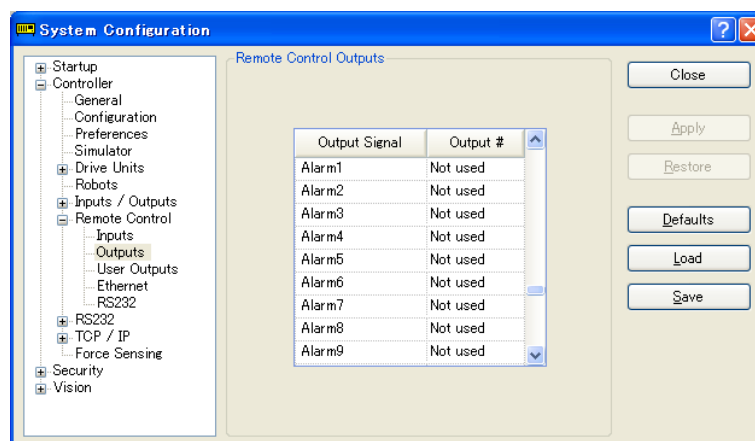 System Configuration
Startup
Controller
General
Configuration
Preferences
Simulator
Drive Units
Robots
Inputs / Outputs
Remote Control
Inputs
Outputs
User Outputs
Ethernet
RS232
RS232
TCP / IP
Force Sensing
Security
Vision
Remote Control Outputs
Output Signal Output #
Alarm1 Not used
Alarm2 Not used
Alarm3 Not used
Alarm4 Not used
Alarm5 Not used
Alarm6 Not used
Alarm7 Not used
Alarm8 Not used
Alarm9 Not used
Close
Apply
Restore
Defaults
Load
Save